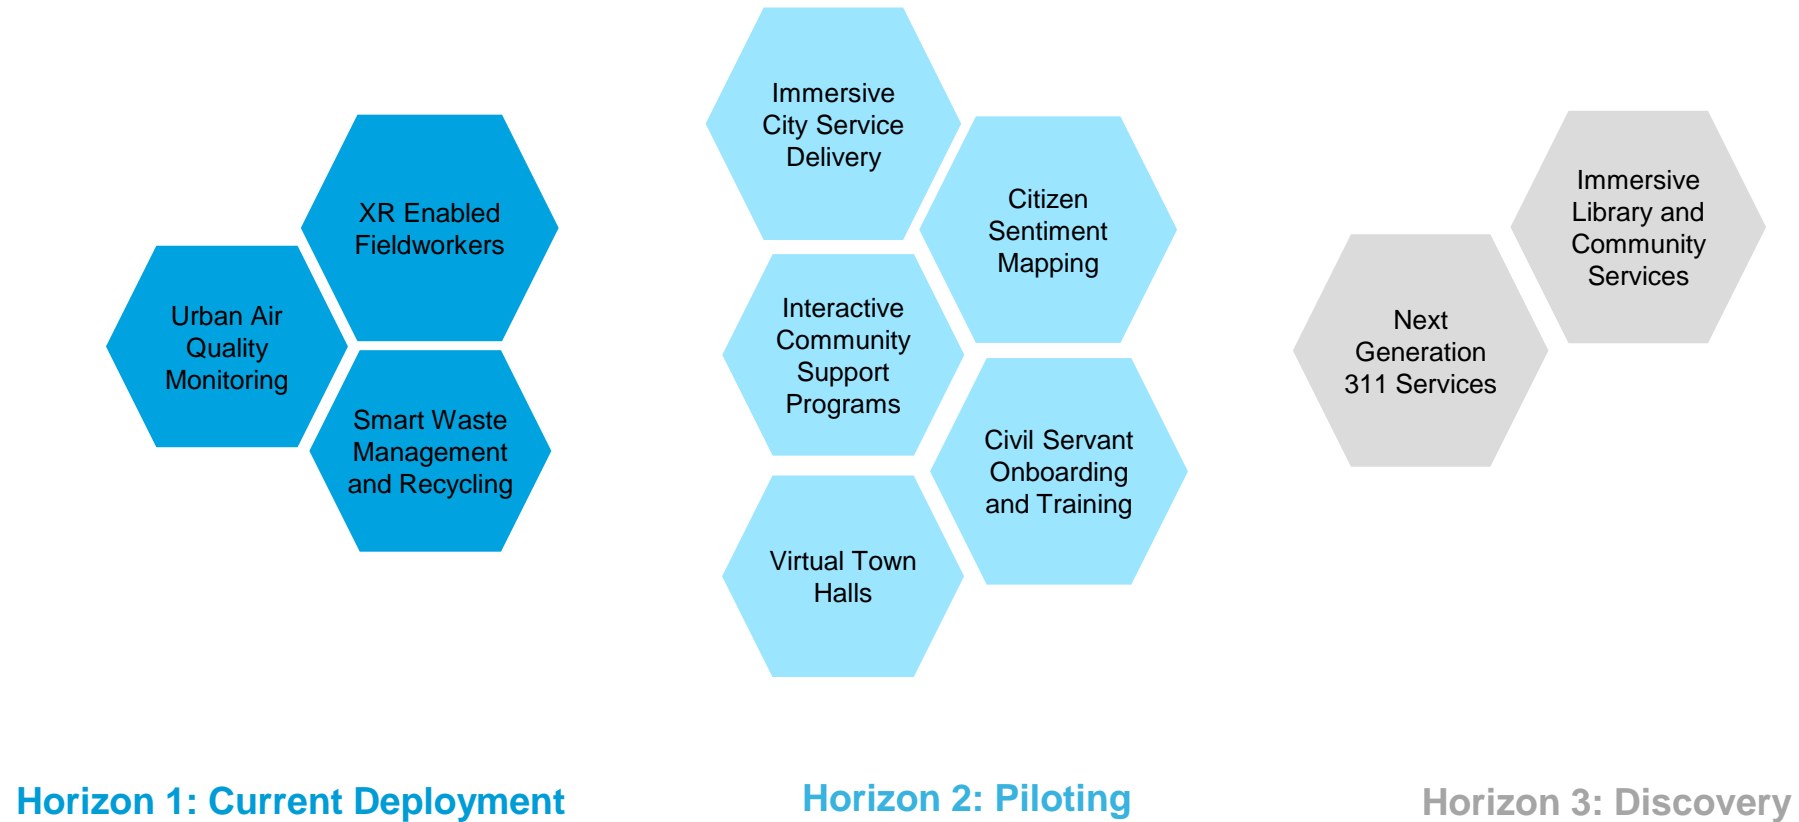 XR Enabled
Fieldworkers
Urban Air
Quality
Monitoring
Smart Waste
Management
and Recycling
Immersive
City Service
Delivery
Citizen
Sentiment
Mapping
Interactive
Community
Support
Programs
Civil Servant
Onboarding
and Training
Virtual Town
Halls
Immersive
Library and
Community
Services
Next
Generation
311 Services
Horizon 1: Current Deployment
Horizon 2: Piloting
Horizon 3: Discovery